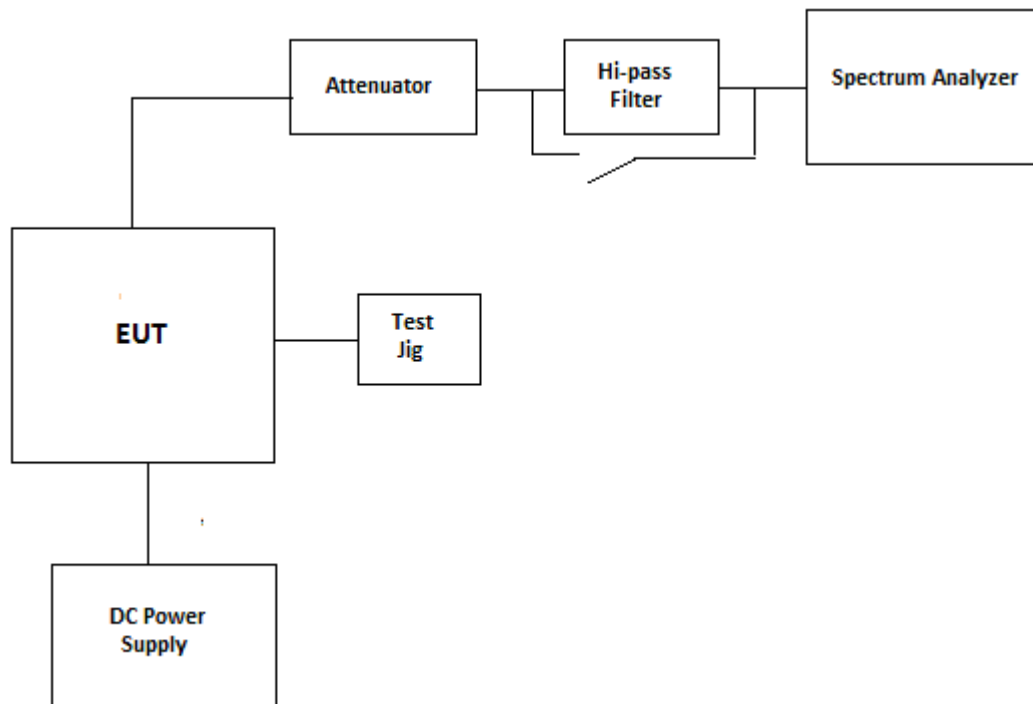 Attenuator
Hi-pass
Filter
Spectrum Analyzer
EUT
Test
Jig
DC Power
Supply